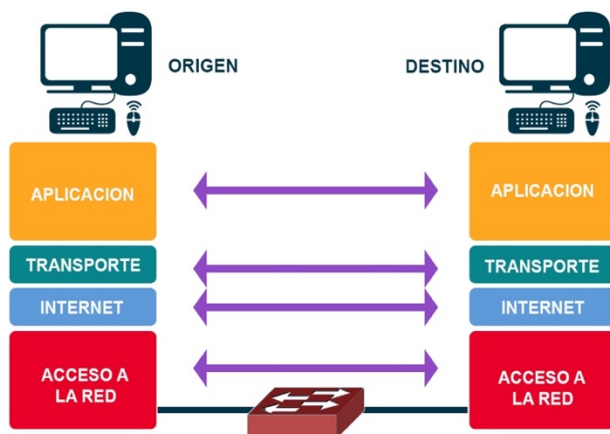 ORIGEN
DESTINO
APLICACION
APLICACION
TRANSPORTE
TRANSPORTE
INTERNET
INTERNET
ACCESO A
LA RED
ACCESO A
LA RED